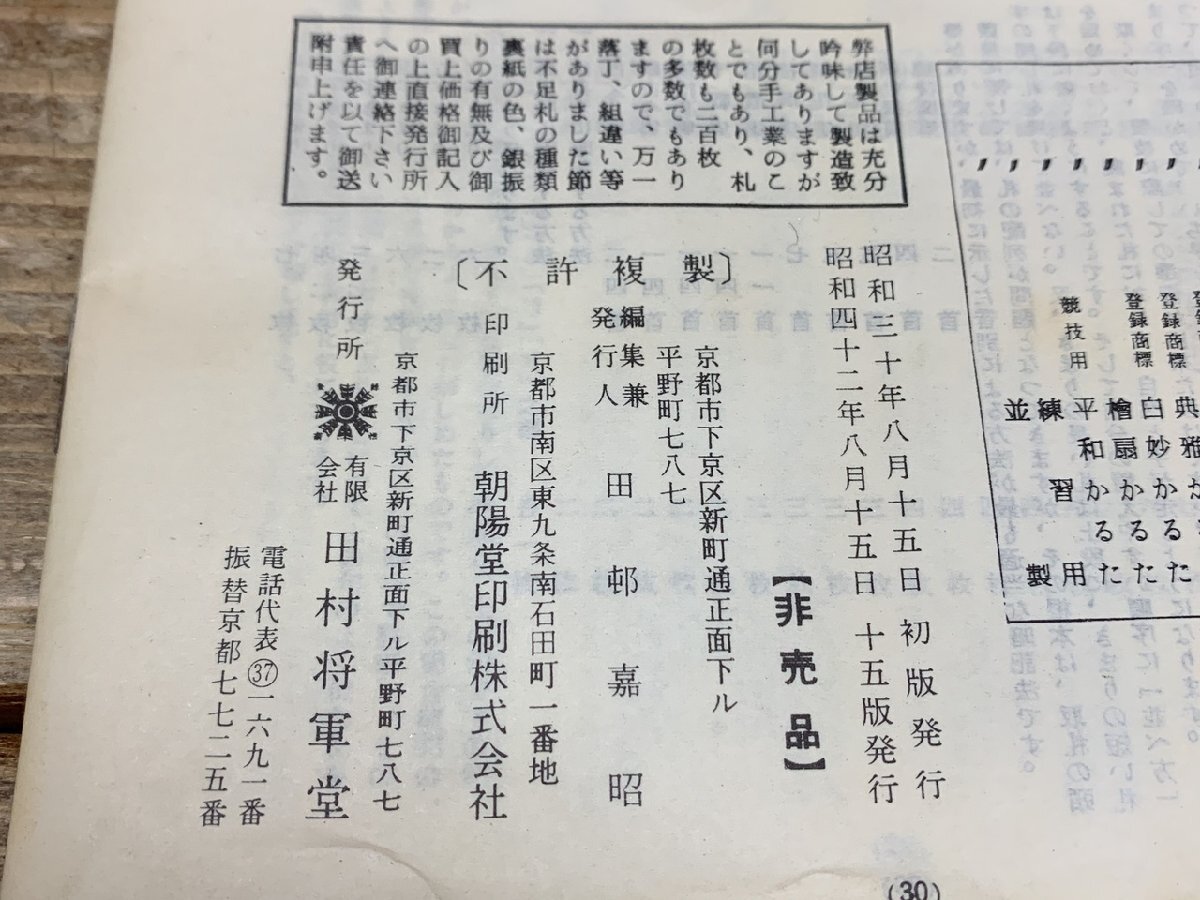 典雅か
登録商標 白妙かるた
登録商標 檜扇かるた
平和かるた
競技用
練習用
並製
弊店製品は充分
吟味して製造致
してありますが
何分手工業のこ
とでもあり、札
枚数も二百枚
の多数でもあり
ますので、万一
落丁、組違い等
がありました節
は不足札の種類
裏紙の色、銀振
りの有無及び御
買上価格御記入
の上直接発行所
へ御連絡下さい
責任を以て御送
附申上げます。
昭和三十年八月十五日 初版発行
昭和四十二年八月十五日 十五版発行
【非売品】
〔不許複製〕
京都市下京区新町通正面下ル
平野町七八七
編集兼
発行人 田邨嘉昭
京都市南区東九条南石田町一番地
印刷所 朝陽堂印刷株式会社
京都市下京区新町通正面下ル平野町七八七
発行所 有限会社 田村将軍堂
電話代表㊲一六九一番
振替京都七七二五番
(30)